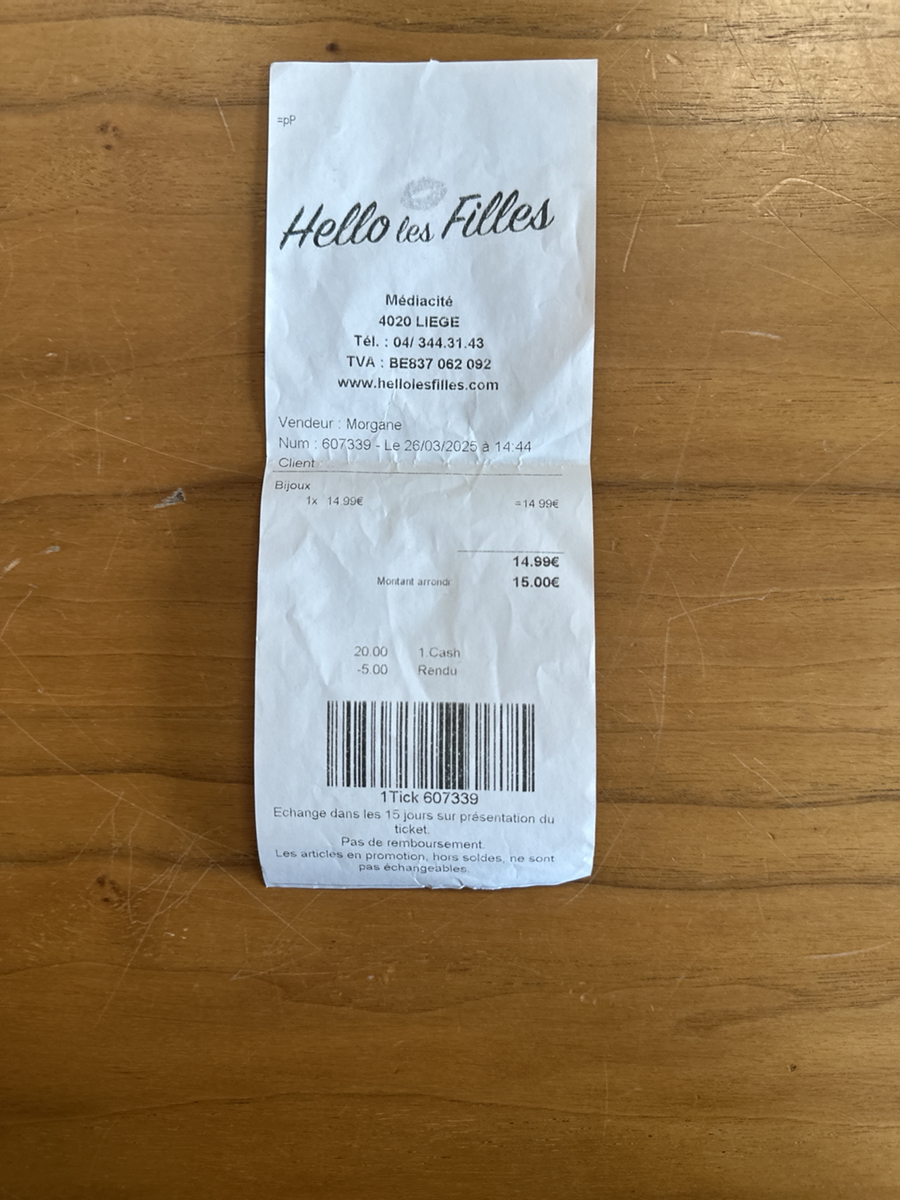 =pP
Hello les Filles
Médiacité
4020 LIEGE
Tél. : 04/ 344.31.43
TVA : BE837 062 092
www.hellolesfilles.com
Vendeur : Morgane
Num : 607339 - Le 26/03/2025 à 14:44
Client :
Bijoux
1x 14.99€ =14.99€
14.99€
Montant arrondi 15.00€
20.00 1.Cash
-5.00 Rendu
1Tick 607339
Echange dans les 15 jours sur présentation du
ticket.
Pas de remboursement.
Les articles en promotion, hors soldes, ne sont
pas échangeables.